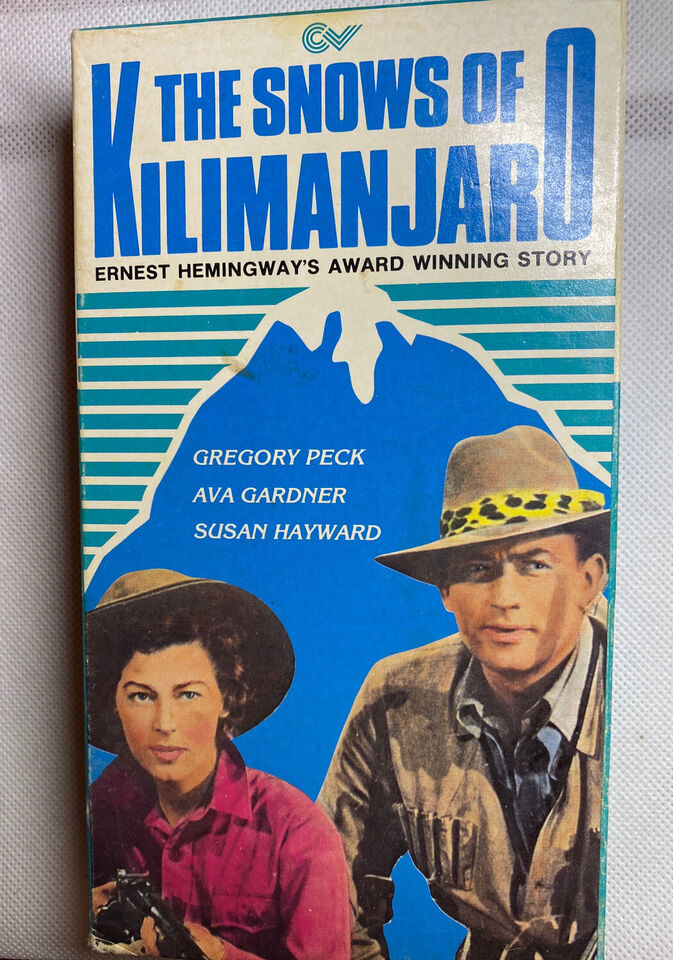 CV
THE SNOWS OF
KILIMANJARO
ERNEST HEMINGWAY'S AWARD WINNING STORY
GREGORY PECK
AVA GARDNER
SUSAN HAYWARD